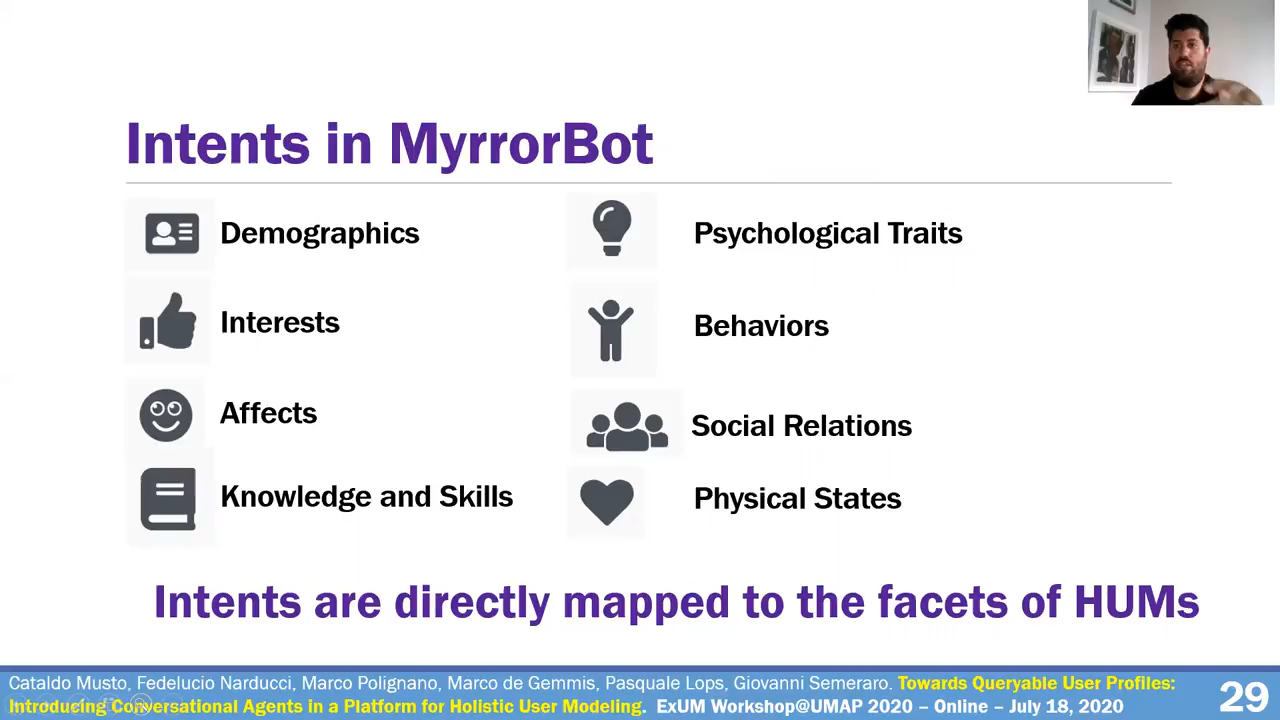 Intents in MyrrorBot
Demographics
Psychological Traits
Interests
Behaviors
Affects
Social Relations
Knowledge and Skills
Physical States
Intents are directly mapped to the facets of HUMs
Cataldo Musto, Fedelucio Narducci, Marco Polignano, Marco de Gemmis, Pasquale Lops, Giovanni Semeraro. Towards Queryable User Profiles:
Introducing Conversational Agents in a Platform for Holistic User Modeling. ExUM Workshop@UMAP 2020 – Online – July 18, 2020
29